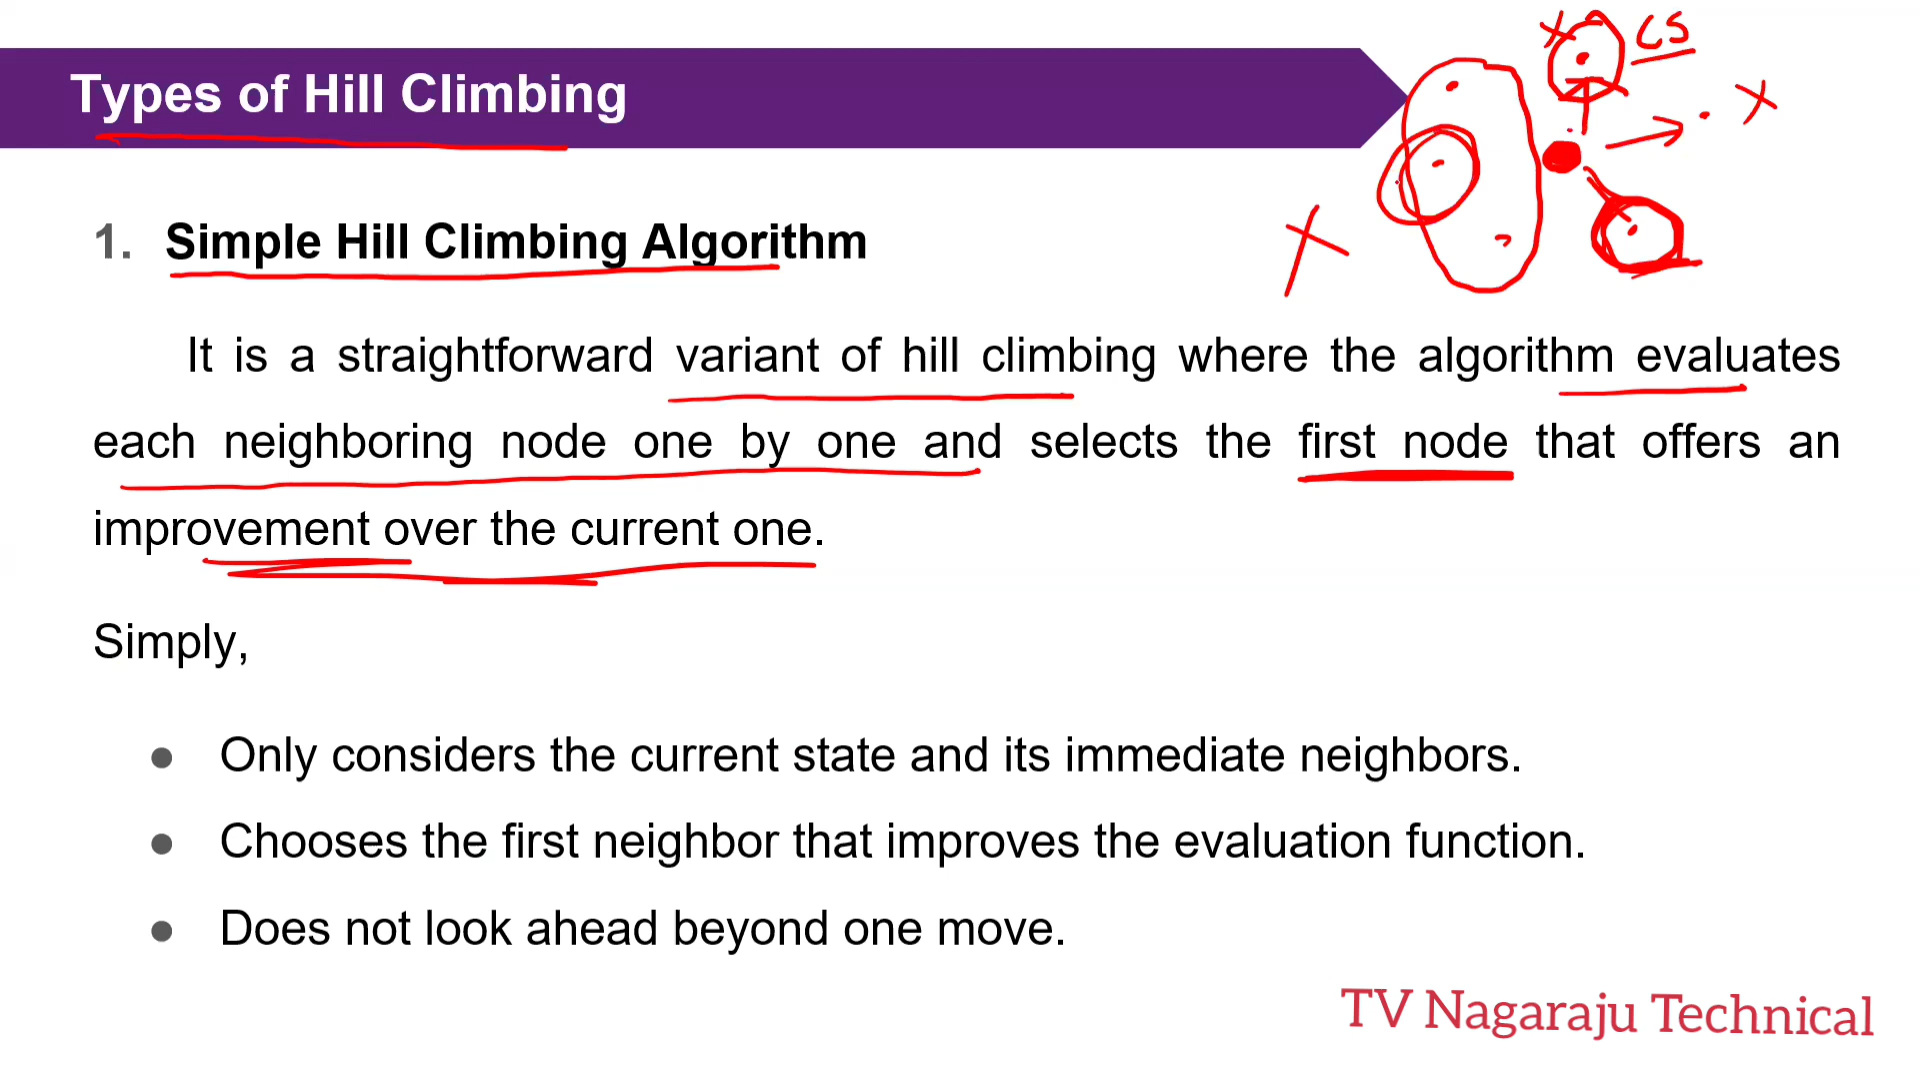 Types of Hill Climbing
CS
1. Simple Hill Climbing Algorithm
It is a straightforward variant of hill climbing where the algorithm evaluates
each neighboring node one by one and selects the first node that offers an
improvement over the current one.
Simply,
● Only considers the current state and its immediate neighbors.
● Chooses the first neighbor that improves the evaluation function.
● Does not look ahead beyond one move.
TV Nagaraju Technical